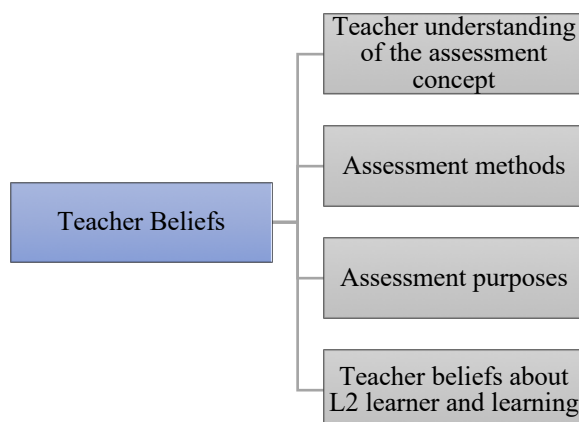 Teacher understanding
of the assessment
concept
Assessment methods
Teacher Beliefs
Assessment purposes
Teacher beliefs about
L2 learner and learning